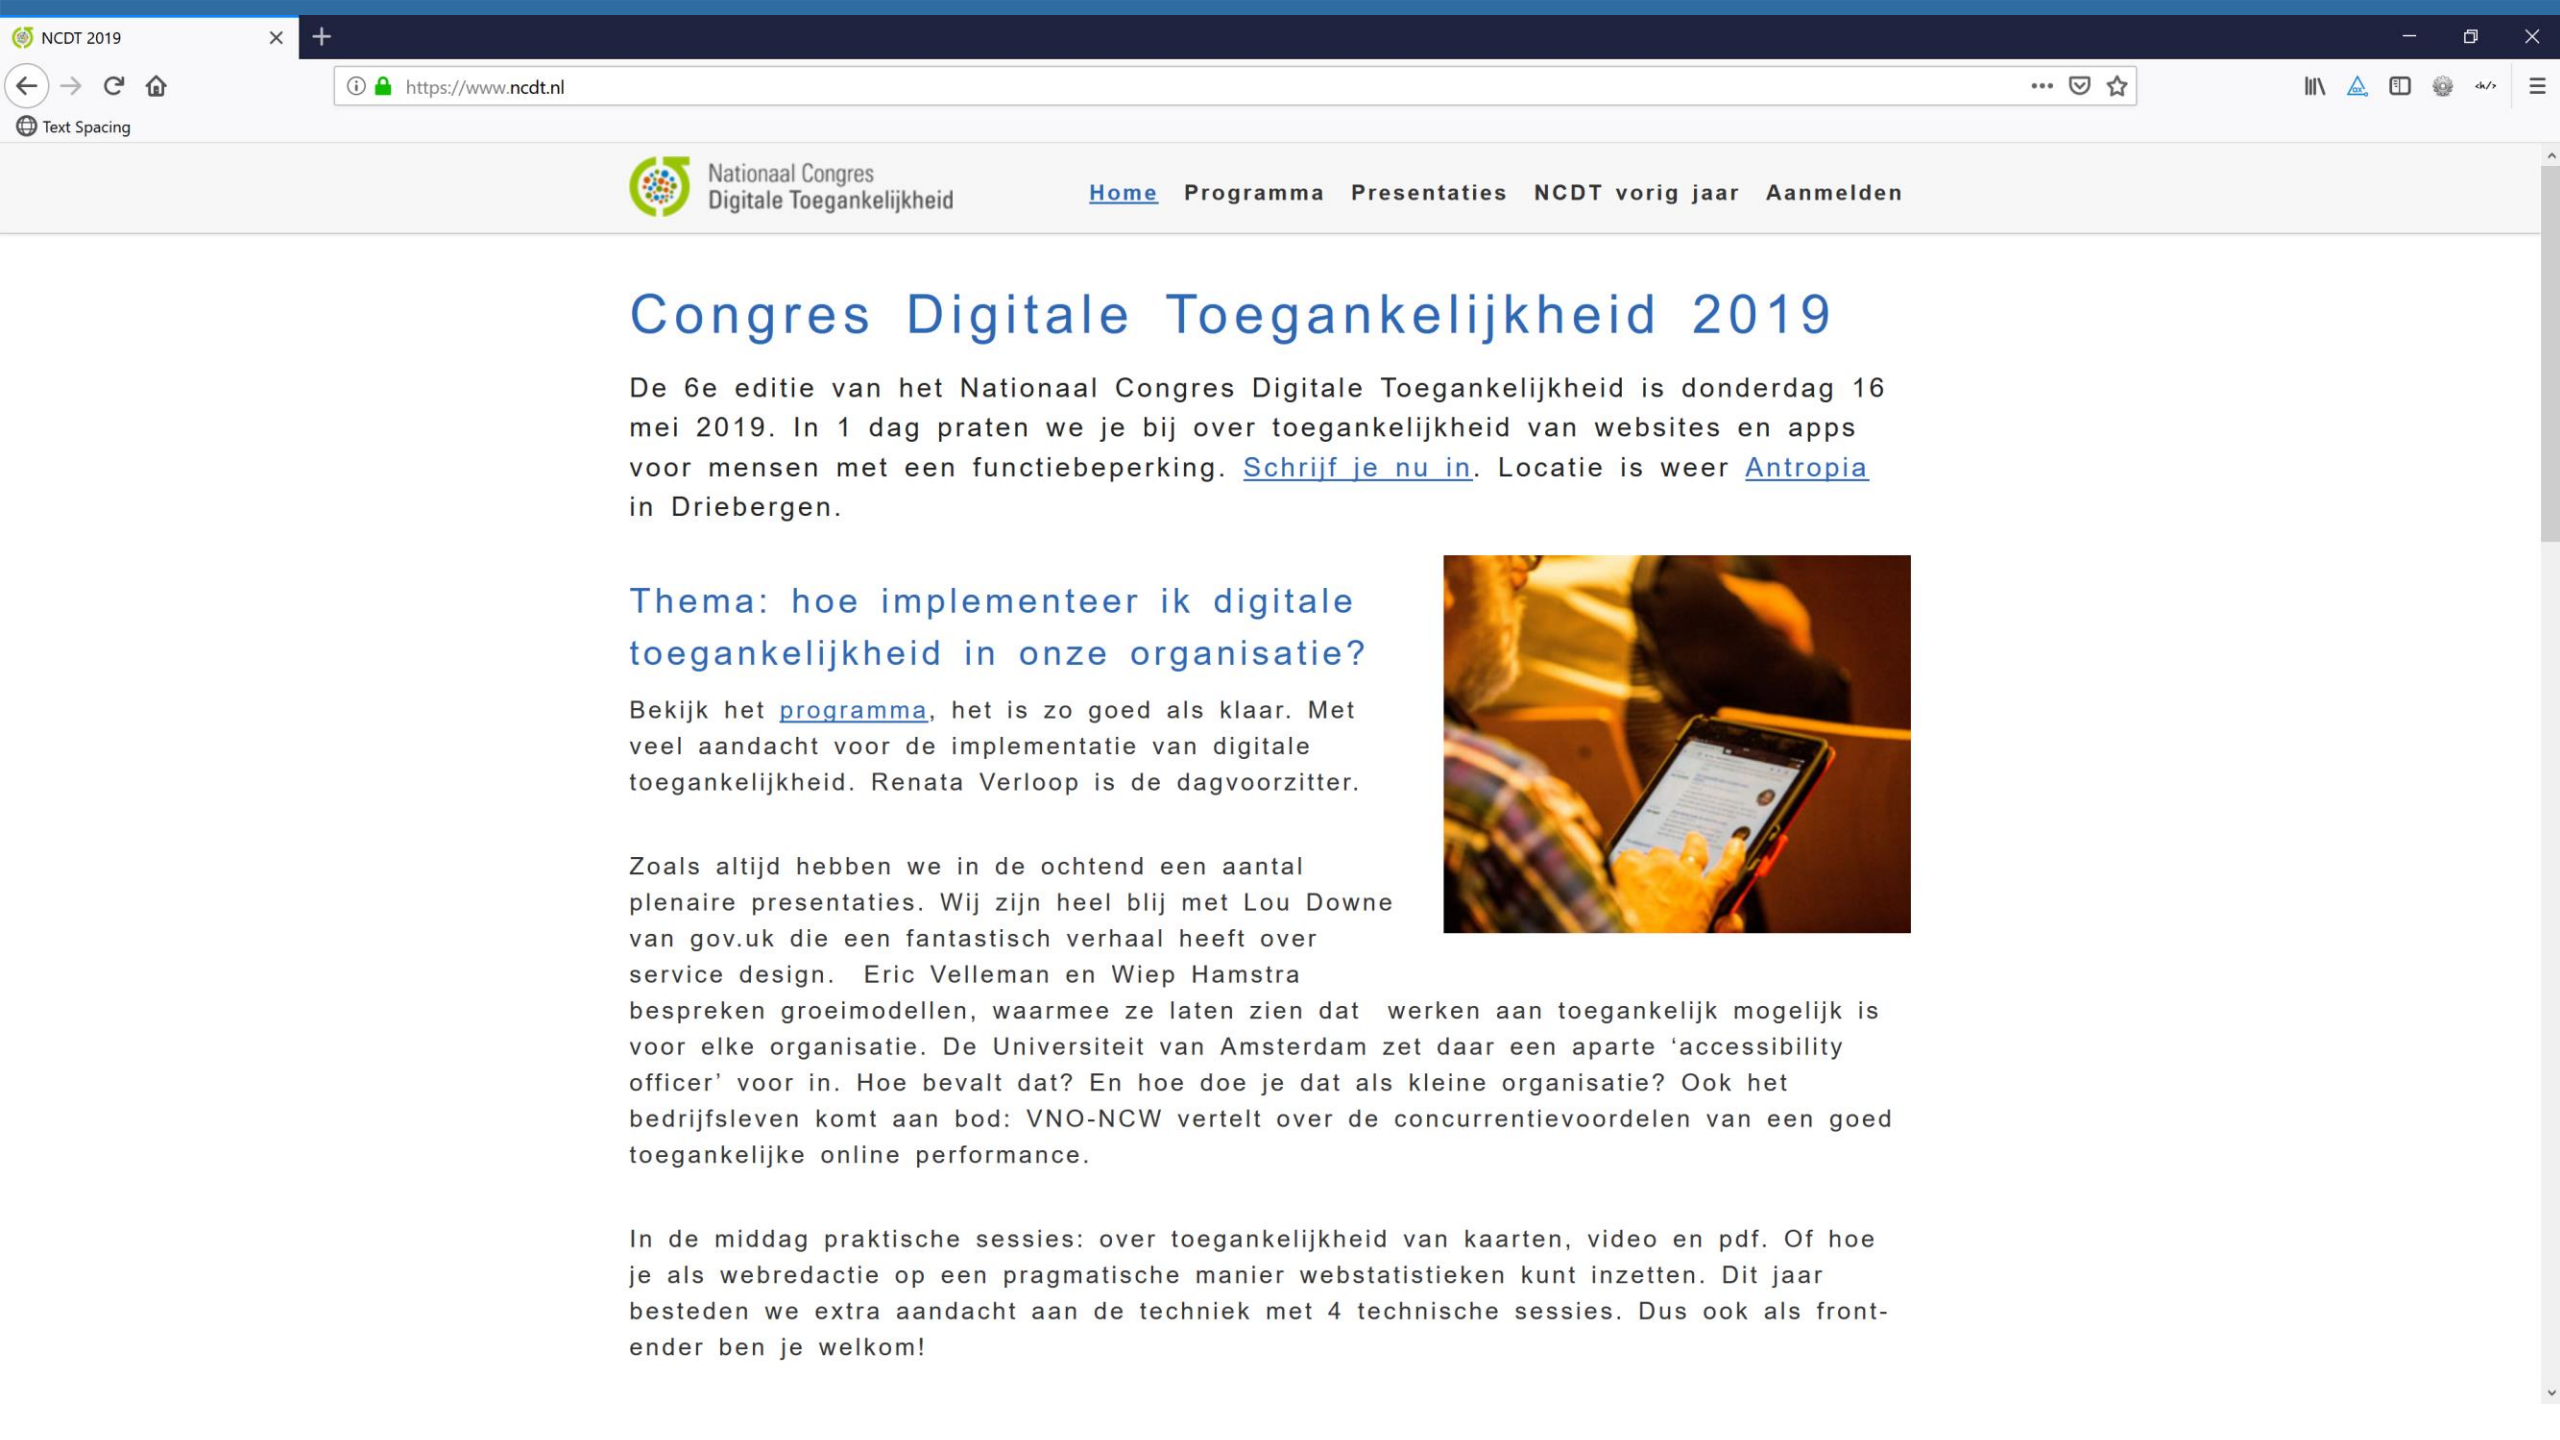 NCDT 2019
https://www.ncdt.nl
Text Spacing
Nationaal Congres
Digitale Toegankelijkheid
Home Programma Presentaties NCDT vorig jaar Aanmelden
Congres Digitale Toegankelijkheid 2019
De 6e editie van het Nationaal Congres Digitale Toegankelijkheid is donderdag 16
mei 2019. In 1 dag praten we je bij over toegankelijkheid van websites en apps
voor mensen met een functiebeperking. Schrijf je nu in. Locatie is weer Antropia
in Driebergen.
Thema: hoe implementeer ik digitale
toegankelijkheid in onze organisatie?
Bekijk het programma, het is zo goed als klaar. Met
veel aandacht voor de implementatie van digitale
toegankelijkheid. Renata Verloop is de dagvoorzitter.
Zoals altijd hebben we in de ochtend een aantal
plenaire presentaties. Wij zijn heel blij met Lou Downe
van gov.uk die een fantastisch verhaal heeft over
service design. Eric Velleman en Wiep Hamstra
bespreken groeimodellen, waarmee ze laten zien dat werken aan toegankelijk mogelijk is
voor elke organisatie. De Universiteit van Amsterdam zet daar een aparte ‘accessibility
officer’ voor in. Hoe bevalt dat? En hoe doe je dat als kleine organisatie? Ook het
bedrijfsleven komt aan bod: VNO-NCW vertelt over de concurrentievoordelen van een goed
toegankelijke online performance.
In de middag praktische sessies: over toegankelijkheid van kaarten, video en pdf. Of hoe
je als webredactie op een pragmatische manier webstatistieken kunt inzetten. Dit jaar
besteden we extra aandacht aan de techniek met 4 technische sessies. Dus ook als front-
ender ben je welkom!